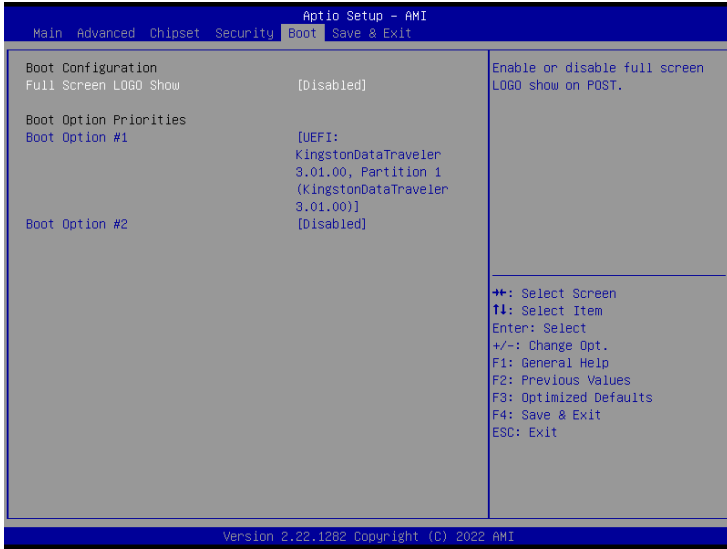 Aptio Setup - AMI
Main Advanced Chipset Security Boot Save & Exit
Boot Configuration
Full Screen LOGO Show [Disabled]
Boot Option Priorities
Boot Option #1 [UEFI:
KingstonDataTraveler
3.01.00, Partition 1
(KingstonDataTraveler
3.01.00)]
Boot Option #2 [Disabled]
Enable or disable full screen
LOGO show on POST.
→←: Select Screen
↑↓: Select Item
Enter: Select
+/-: Change Opt.
F1: General Help
F2: Previous Values
F3: Optimized Defaults
F4: Save & Exit
ESC: Exit
Version 2.22.1282 Copyright (C) 2022 AMI